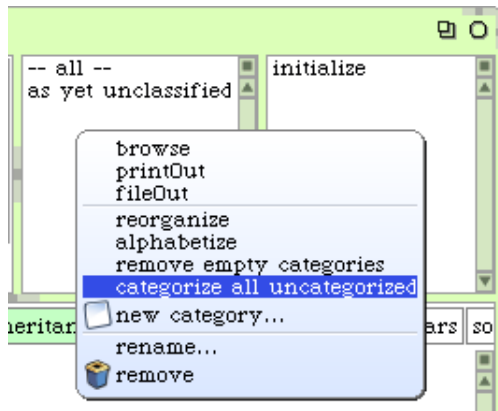 -- all --
as yet unclassified
initialize
browse
printOut
fileOut
reorganize
alphabetize
remove empty categories
categorize all uncategorized
new category...
rename...
remove
so